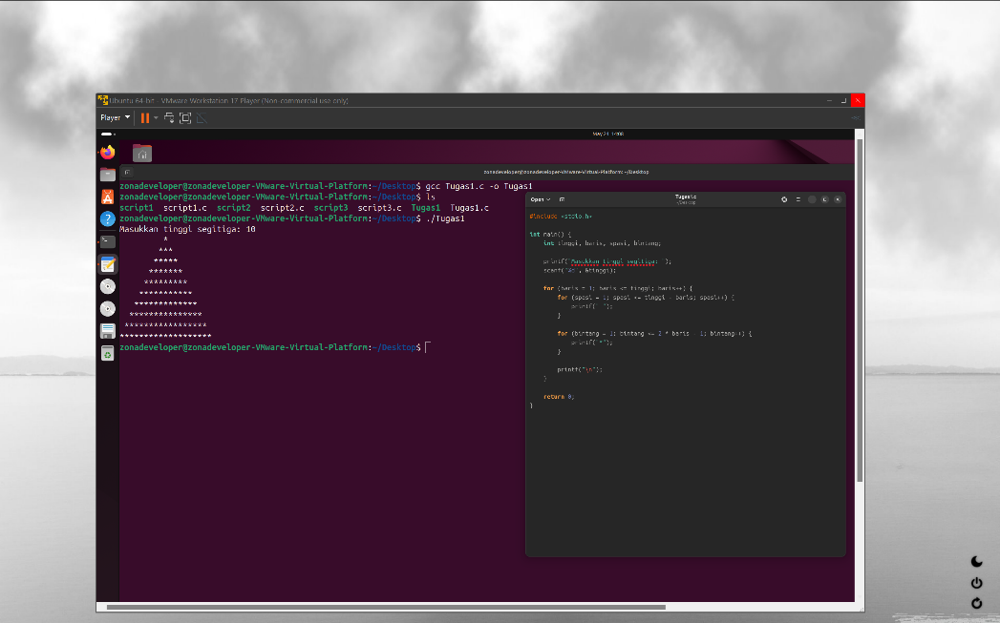 Ubuntu 64-bit - VMware Workstation 17 Player (Non-commercial use only)
Player
May 24 14:08
zonadeveloper@zonadeveloper-VMware-Virtual-Platform: ~/Desktop
zonadeveloper@zonadeveloper-VMware-Virtual-Platform:~/Desktop$ gcc Tugas1.c -o Tugas1
zonadeveloper@zonadeveloper-VMware-Virtual-Platform:~/Desktop$ ls
script1 script1.c script2 script2.c script3 script3.c Tugas1 Tugas1.c
zonadeveloper@zonadeveloper-VMware-Virtual-Platform:~/Desktop$ ./Tugas1
Masukkan tinggi segitiga: 10
*
***
*****
*******
*********
***********
*************
***************
*****************
*******************
zonadeveloper@zonadeveloper-VMware-Virtual-Platform:~/Desktop$
Open
Tugas1.c
~/Desktop
#include <stdio.h>
int main() {
int tinggi, baris, spasi, bintang;
printf("Masukkan tinggi segitiga: ");
scanf("%d", &tinggi);
for (baris = 1; baris <= tinggi; baris++) {
for (spasi = 1; spasi <= tinggi - baris; spasi++) {
printf(" ");
}
for (bintang = 1; bintang <= 2 * baris - 1; bintang++) {
printf("*");
}
printf("\n");
}
return 0;
}